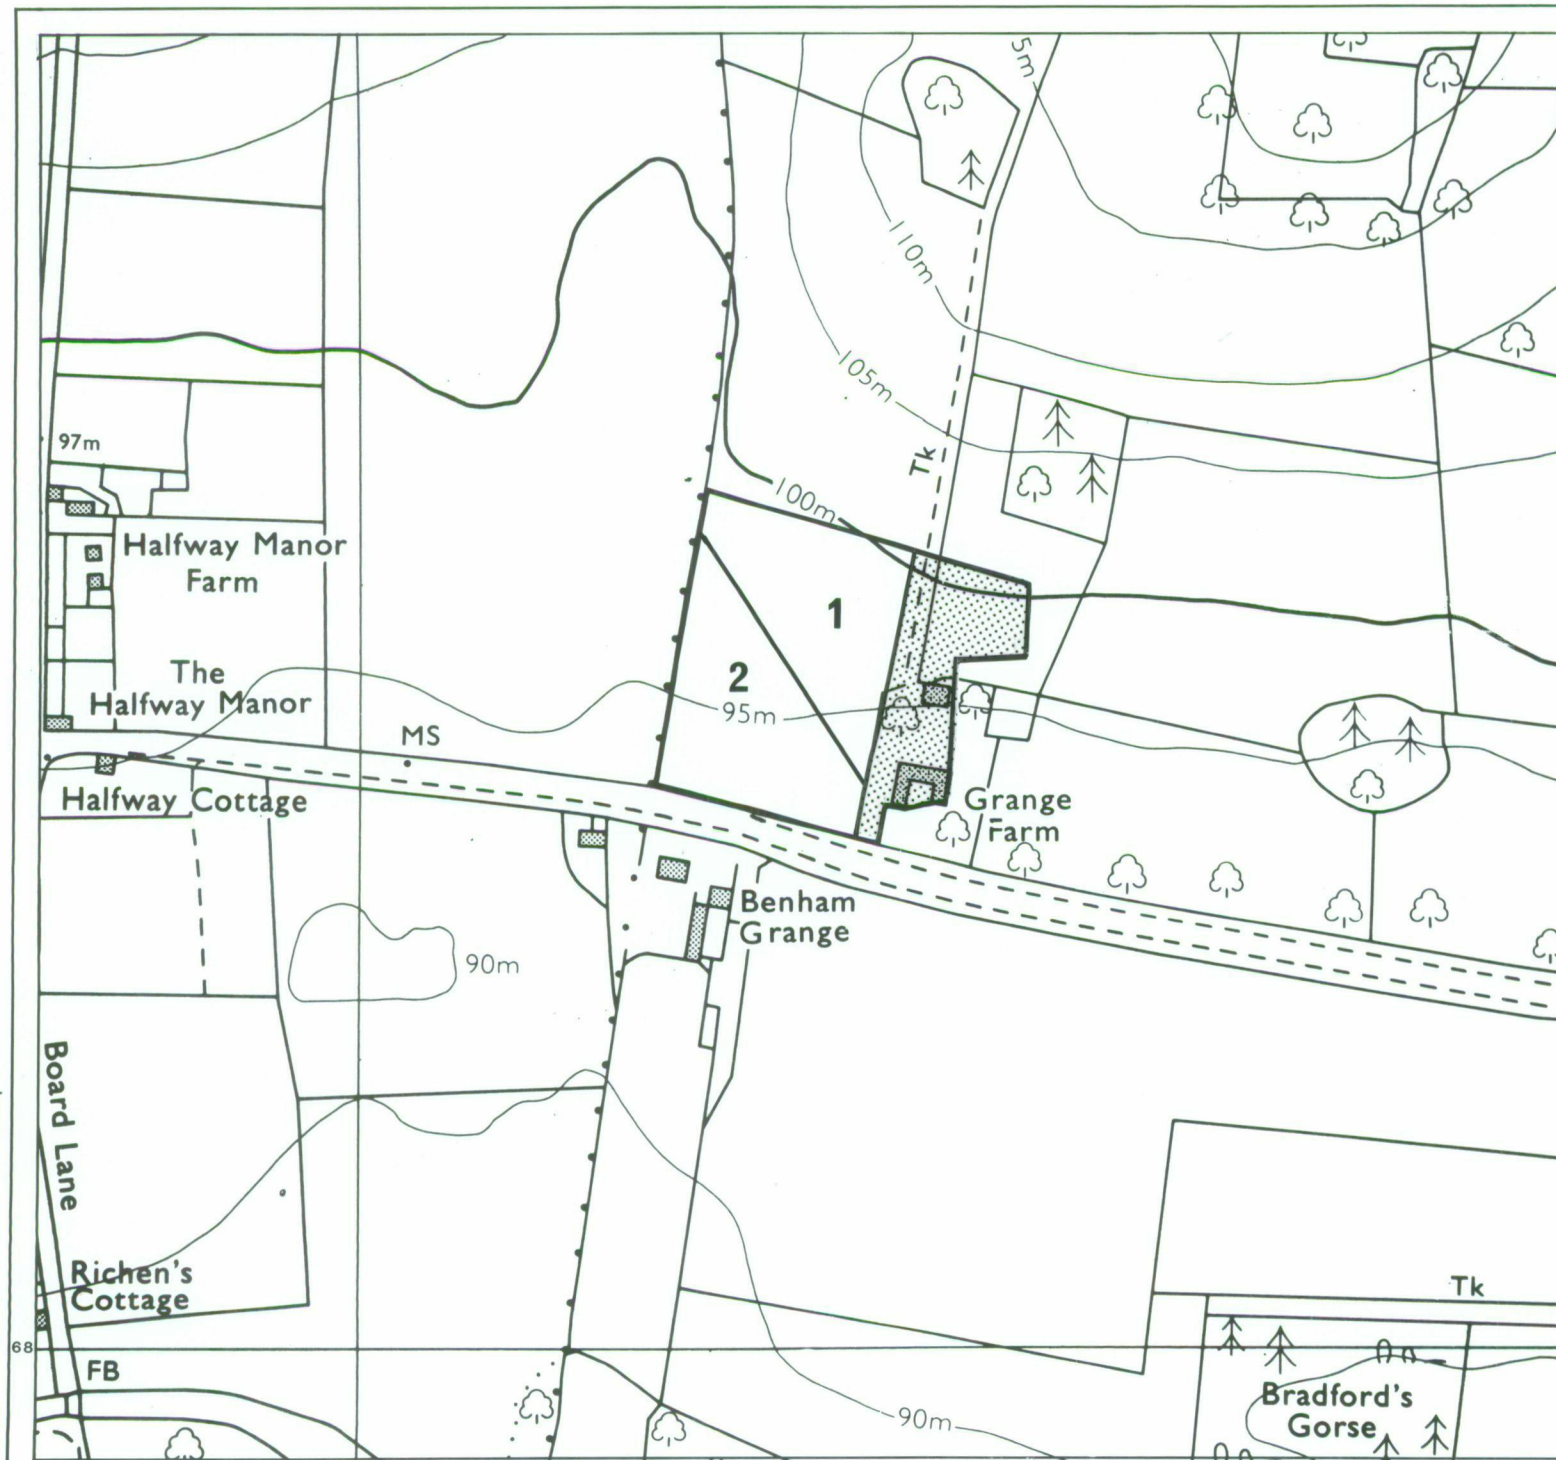 5m
110m
105m
Tk
97m
100m
Halfway Manor
Farm
1
2
The
Halfway Manor
95m
MS
Halfway Cottage
Grange
Farm
Benham
Grange
90m
Board Lane
Richen's
Cottage
Tk
68
FB
Bradford's
Gorse
90m